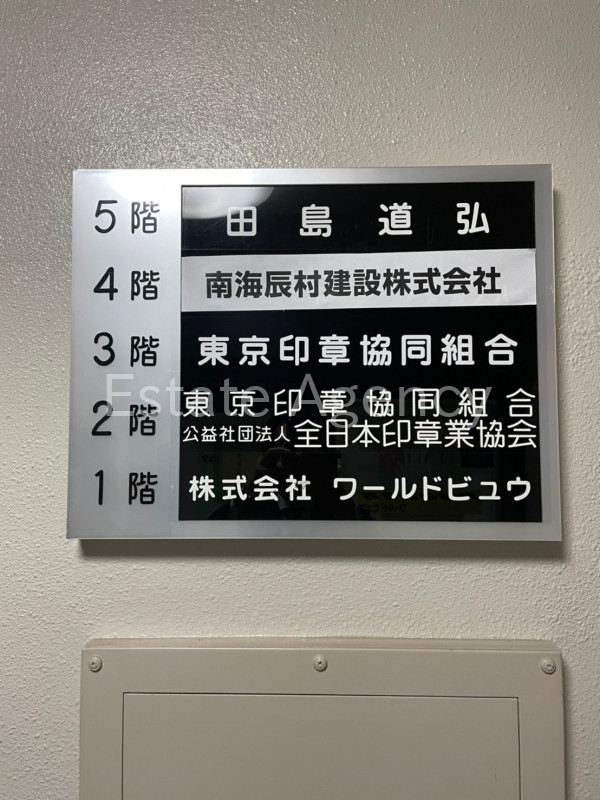 5階 田島道弘
4階 南海辰村建設株式会社
3階 東京印章協同組合
2階 東京印章協同組合
公益社団法人全日本印章業協会
1階 株式会社 ワールドビュウ
Estate Agency